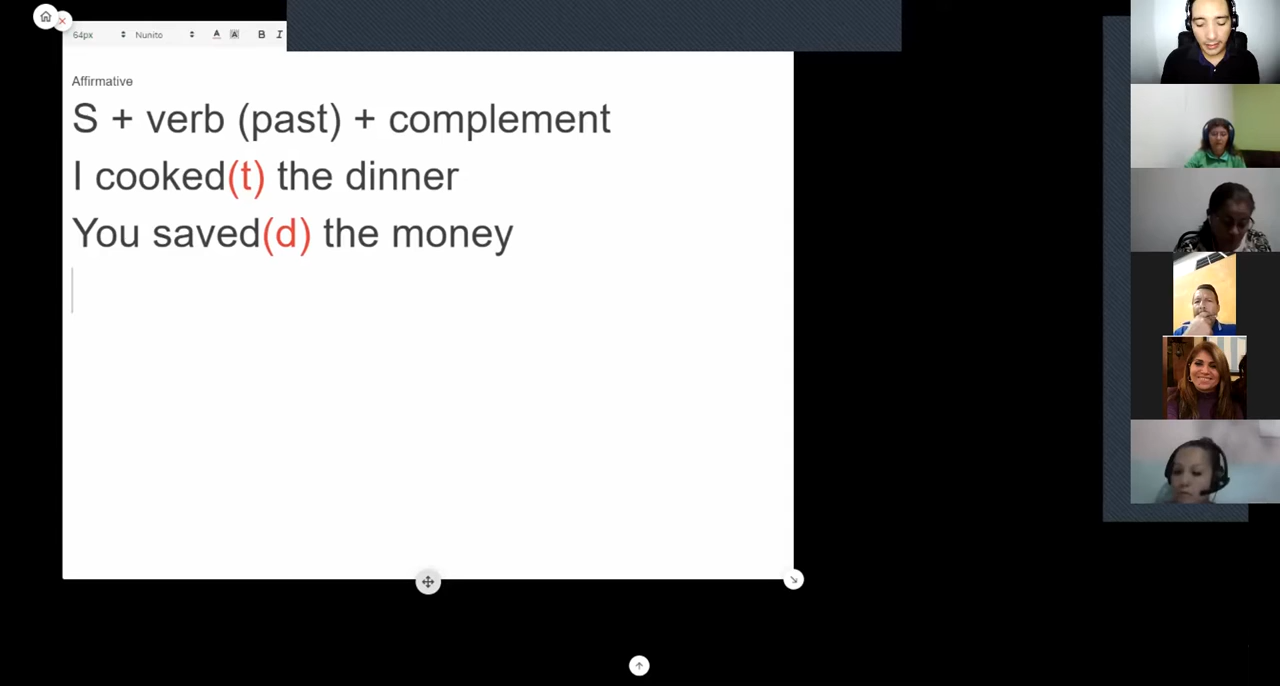 64px Nunito A A B I
Affirmative
S + verb (past) + complement
I cooked(t) the dinner
You saved(d) the money